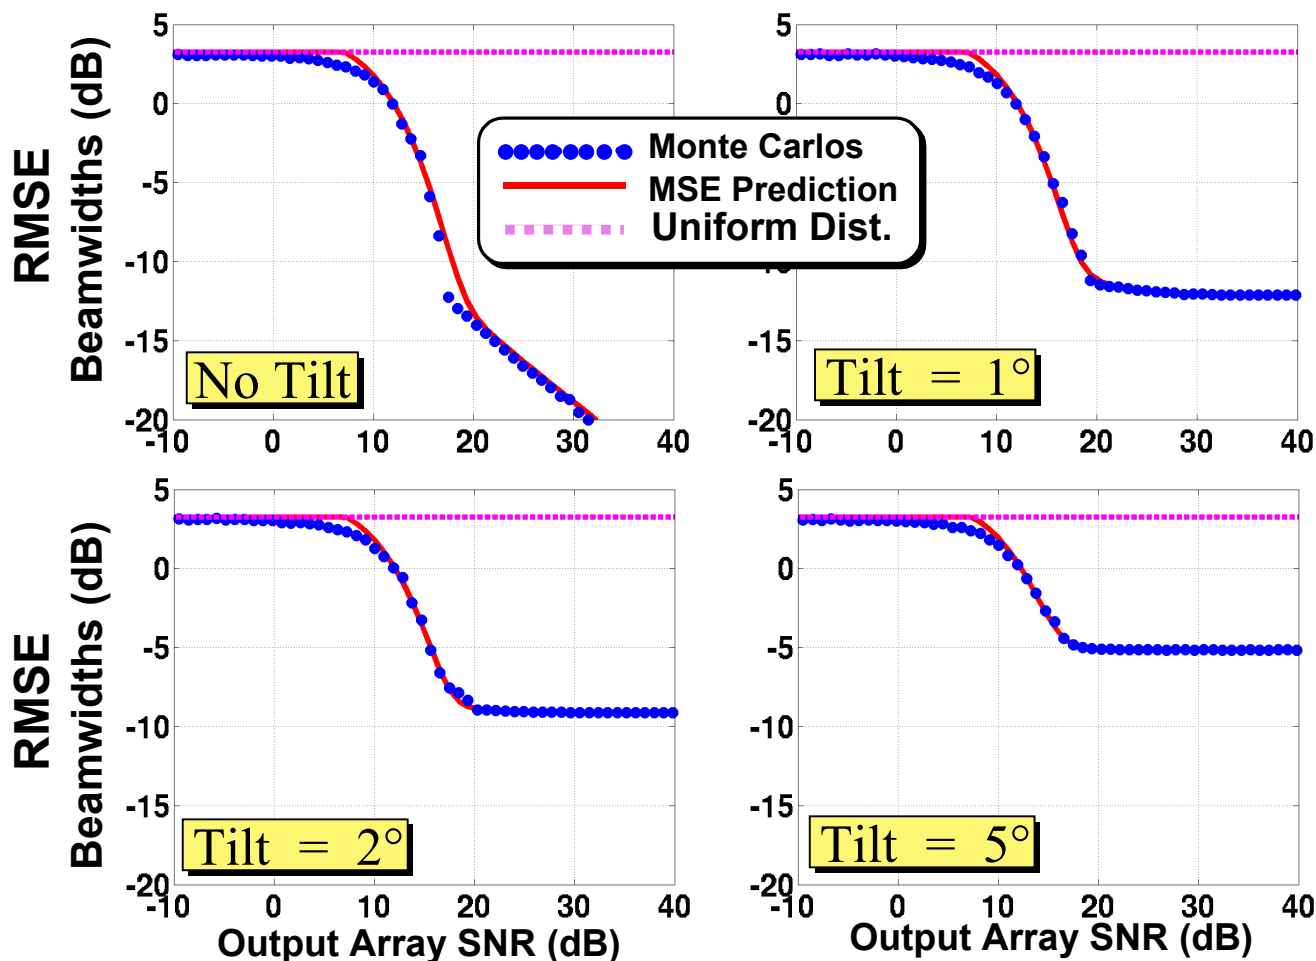 RMSE
Beamwidths (dB)
5
0
-5
-10
-15
-20
-10 0 10 20 30 40
No Tilt
5
0
-5
-15
-20
-10 0 10 20 30 40
Tilt = 1°
Monte Carlos
MSE Prediction
Uniform Dist.
RMSE
Beamwidths (dB)
5
0
-5
-10
-15
-20
-10 0 10 20 30 40
Tilt = 2°
Output Array SNR (dB)
5
0
-5
-10
-15
-20
-10 0 10 20 30 40
Tilt = 5°
Output Array SNR (dB)